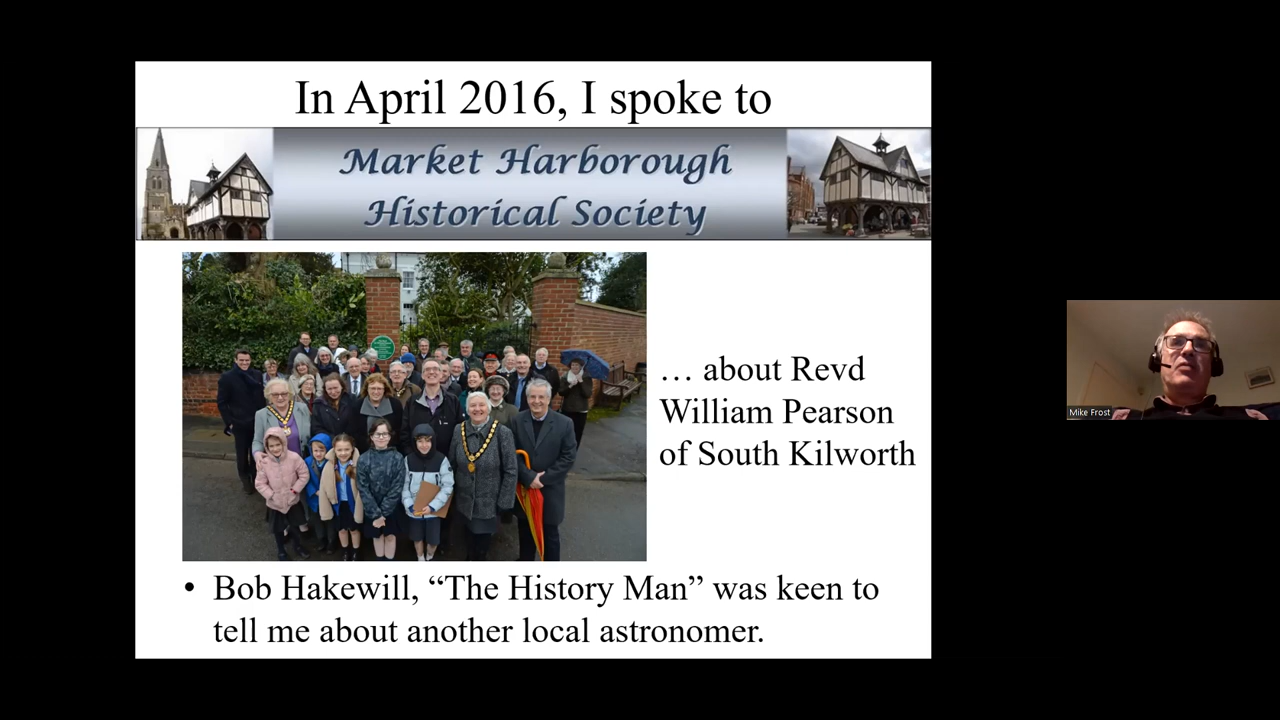 In April 2016, I spoke to
Market Harborough
Historical Society
… about Revd
William Pearson
of South Kilworth
• Bob Hakewill, “The History Man” was keen to
tell me about another local astronomer.
Mike Frost